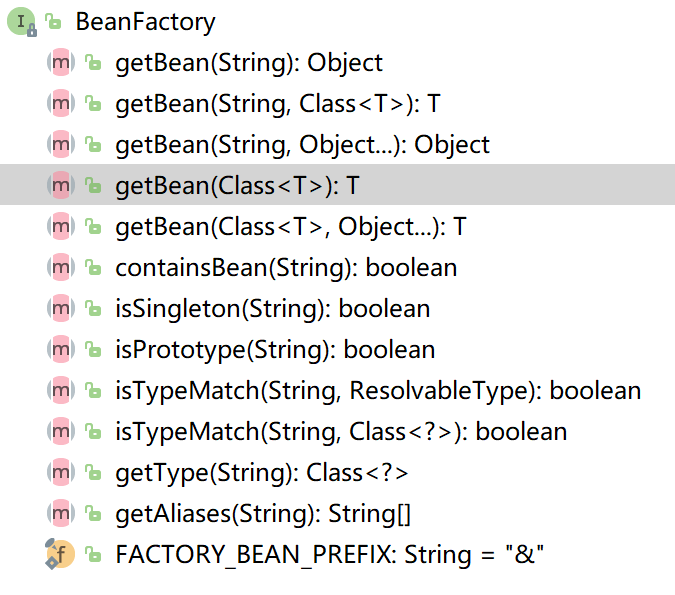 I BeanFactory
m getBean(String): Object
m getBean(String, Class<T>): T
m getBean(String, Object...): Object
m getBean(Class<T>): T
m getBean(Class<T>, Object...): T
m containsBean(String): boolean
m isSingleton(String): boolean
m isPrototype(String): boolean
m isTypeMatch(String, ResolvableType): boolean
m isTypeMatch(String, Class<?>): boolean
m getType(String): Class<?>
m getAliases(String): String[]
f FACTORY_BEAN_PREFIX: String = "&"